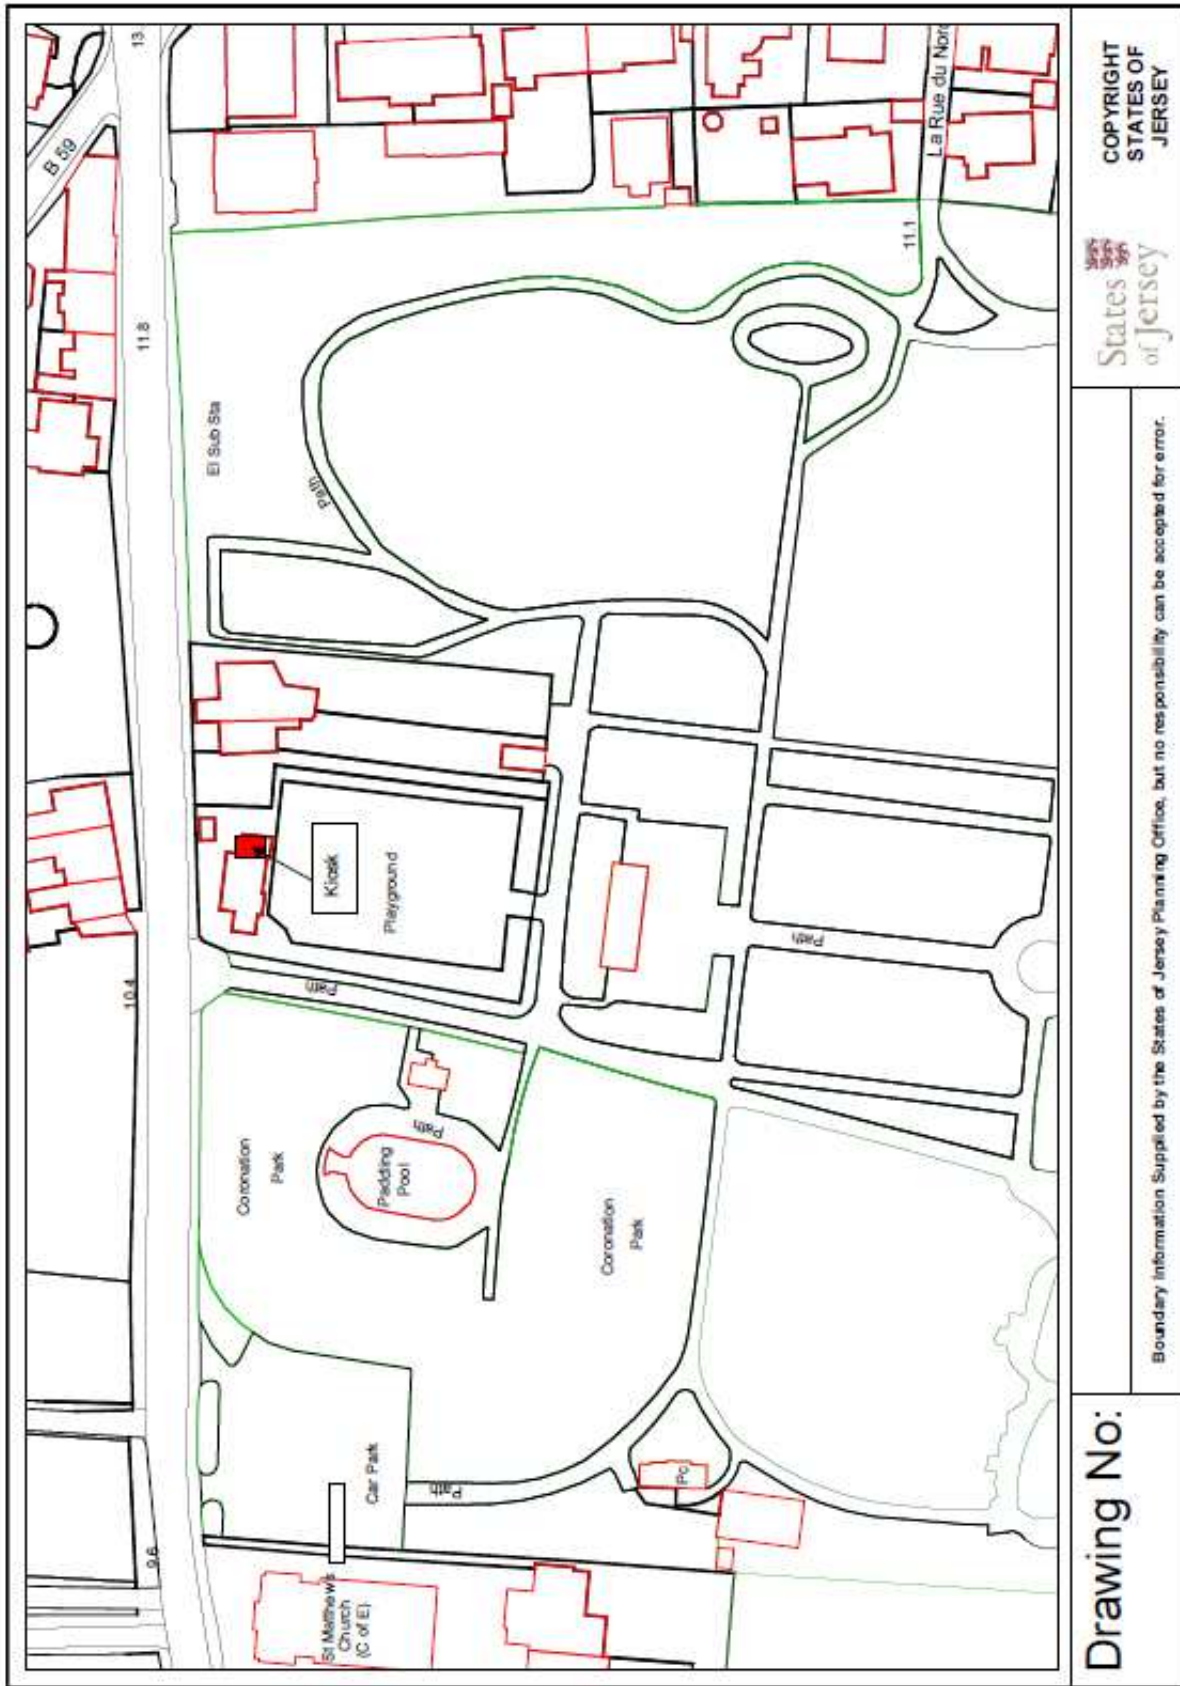 Drawing No:
Boundary Information Supplied by the States of Jersey Planning Office, but no responsibility can be accepted for error.
States
of Jersey
COPYRIGHT
STATES OF
JERSEY
9.6
10.4
11.8
13.
B 59
St Matthew's
Church
(C of E)
Car Park
Path
Coronation
Park
Padding
Pool
Path
Path
Kiosk
Playground
El Sub Sta
Path
Pc
Coronation
Park
Path
11.1
La Rue du Nord